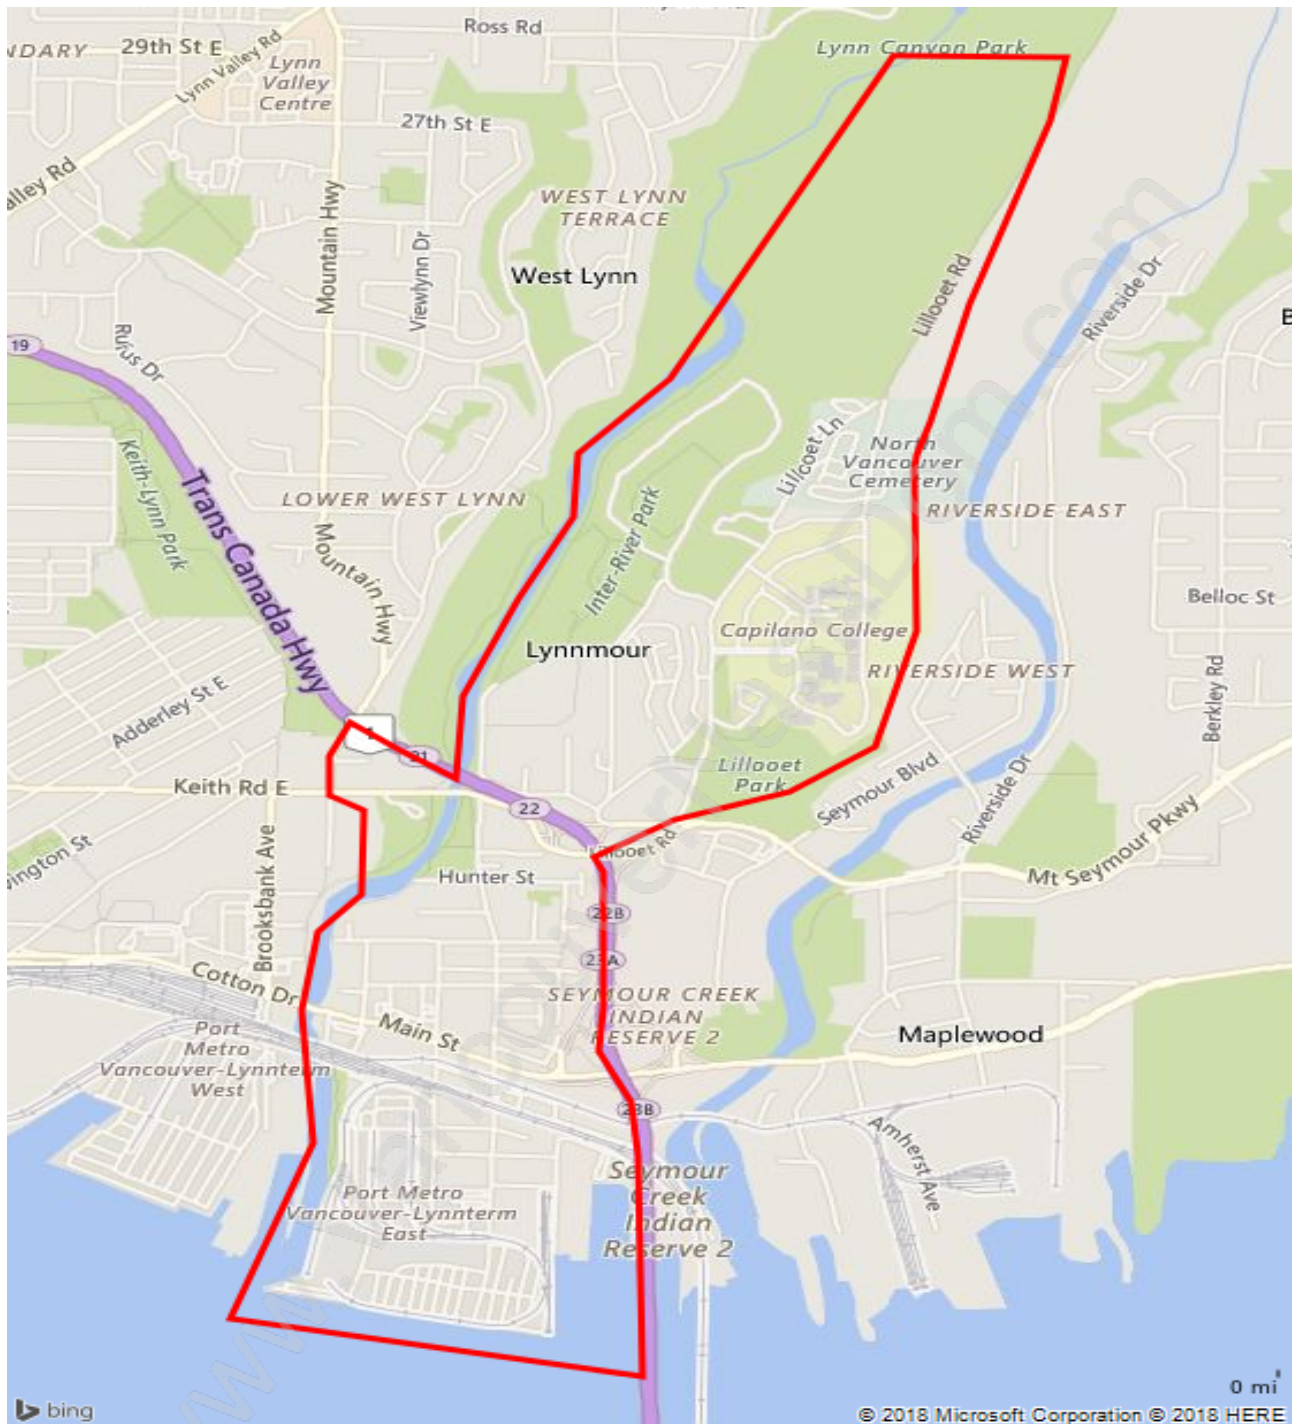 Ross Rd
NDARY
29th St E
Lynn Canyon Park
Lynn Valley Rd
Lynn
Valley
Centre
27th St E
alley Rd
WEST LYNN
TERRACE
Mountain Hwy
Viewlynn Dr
West Lynn
Lillooet Rd
Riverside Dr
B
19
Rufus Dr
Keith-Lynn Park
Trans Canada Hwy
LOWER WEST LYNN
Lillcoet Ln
North
Vancouver
Cemetery
RIVERSIDE EAST
Mountain Hwy
Inter-River Park
Belloc St
Lynnmour
Capilano College
RIVERSIDE WEST
Adderley St E
Berkley Rd
1
21
Keith Rd E
22
Lillooet
Park
Seymour Blvd
Riverside Dr
Mt Seymour Pkwy
vington St
Brooksbank Ave
Lillooet Rd
Hunter St
22B
23A
Cotton Dr
Main St
SEYMOUR CREEK
INDIAN
RESERVE 2
Maplewood
Port
Metro
Vancouver-Lynnterm
West
23B
Amherst Ave
Seymour
Creek
Indian
Reserve 2
Port Metro
Vancouver-Lynnterm
East
0 mi
bing
© 2018 Microsoft Corporation © 2018 HERE